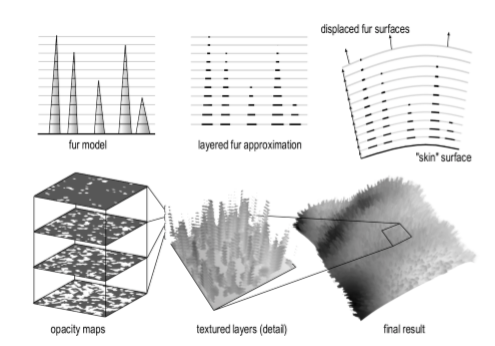 displaced fur surfaces
fur model
layered fur approximation
"skin" surface
opacity maps
textured layers (detail)
final result